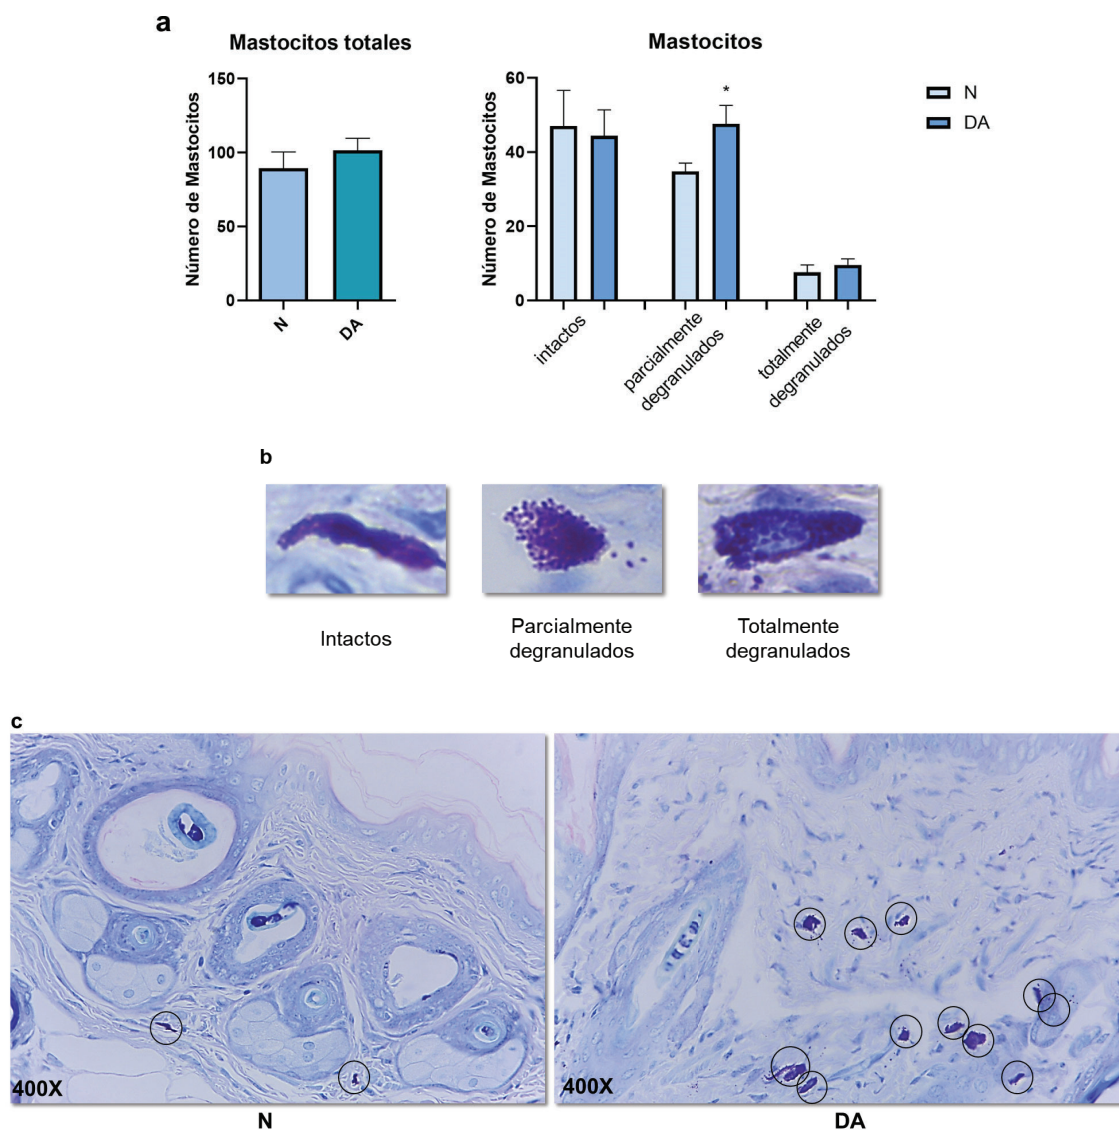 a
Mastocitos totales
Número de Mastocitos
150
100
50
0
N
DA
Mastocitos
Número de Mastocitos
60
40
20
0
*
intactos
parcialmente
degranulados
totalmente
degranulados
N
DA
b
Intactos
Parcialmente
degranulados
Totalmente
degranulados
c
400X
400X
N
DA